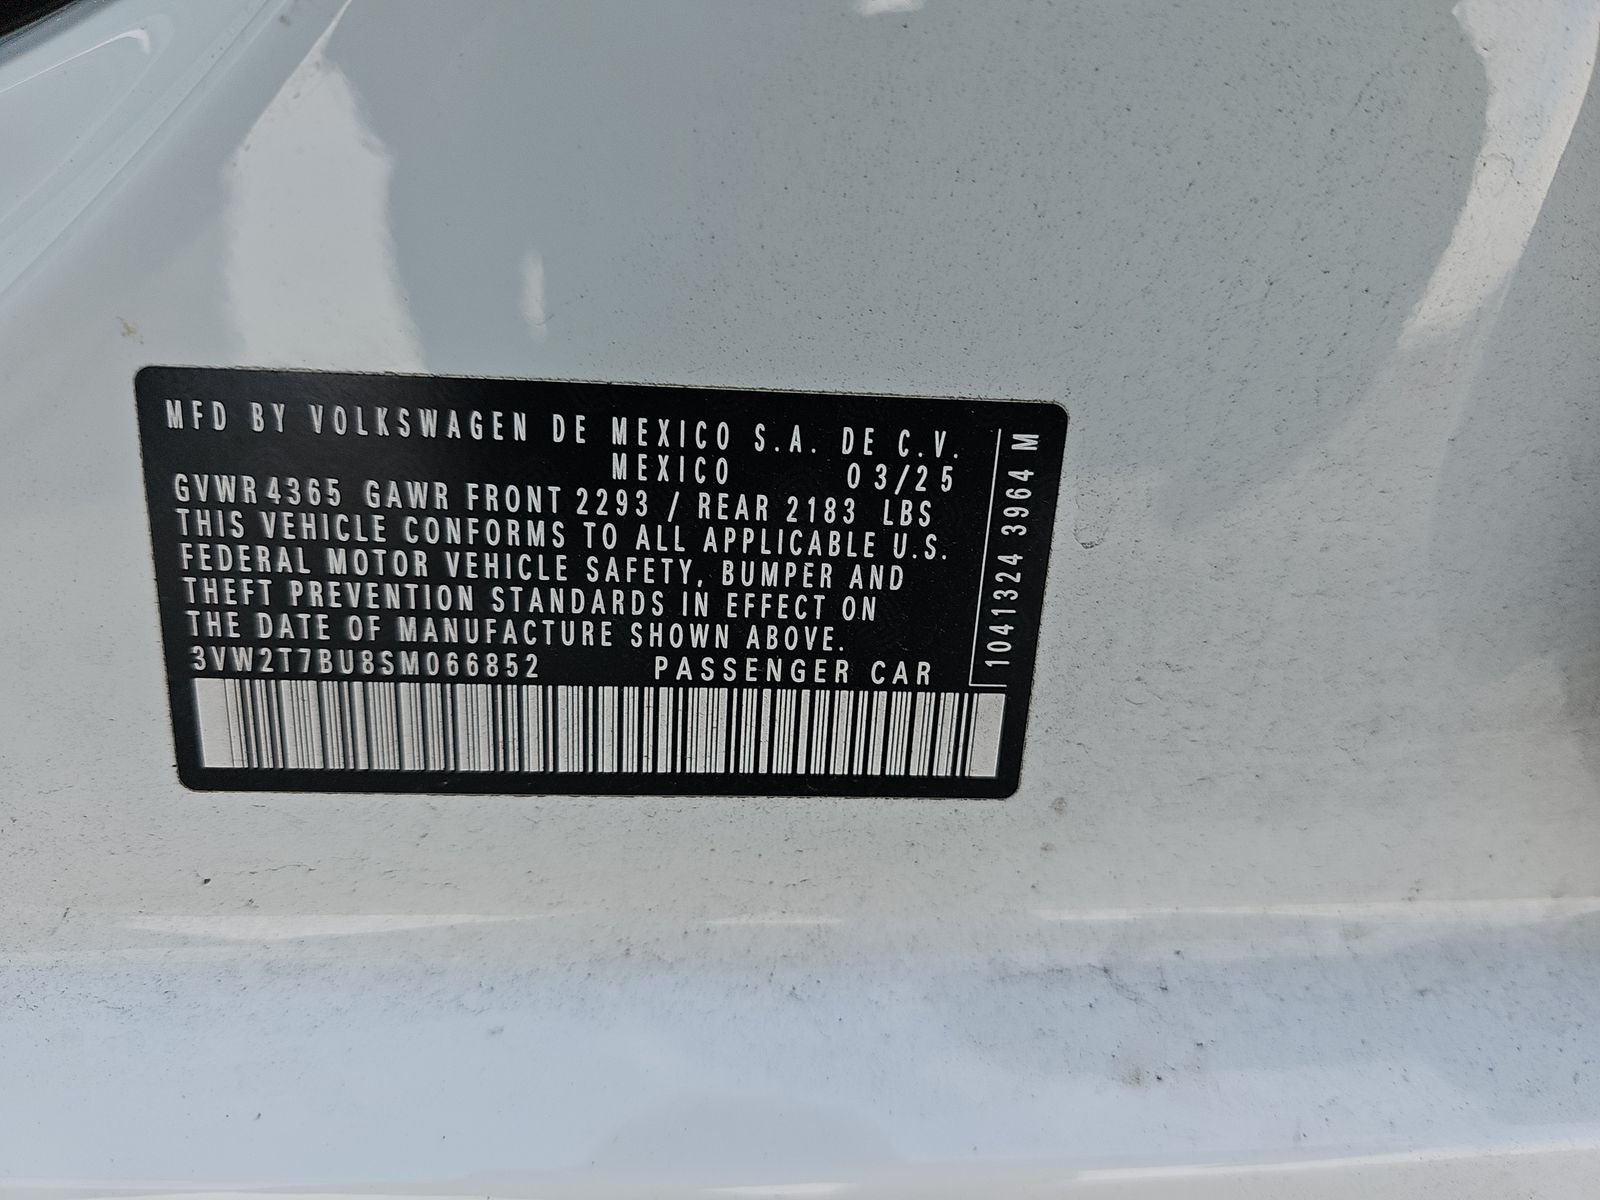 MFD BY VOLKSWAGEN DE MEXICO S.A. DE C.V.
MEXICO 03/25
GVWR 4365 GAWR FRONT 2293 / REAR 2183 LBS
THIS VEHICLE CONFORMS TO ALL APPLICABLE U.S.
FEDERAL MOTOR VEHICLE SAFETY, BUMPER AND
THEFT PREVENTION STANDARDS IN EFFECT ON
THE DATE OF MANUFACTURE SHOWN ABOVE.
3VW2T7BU8SM066852 PASSENGER CAR
1041324 3964 M